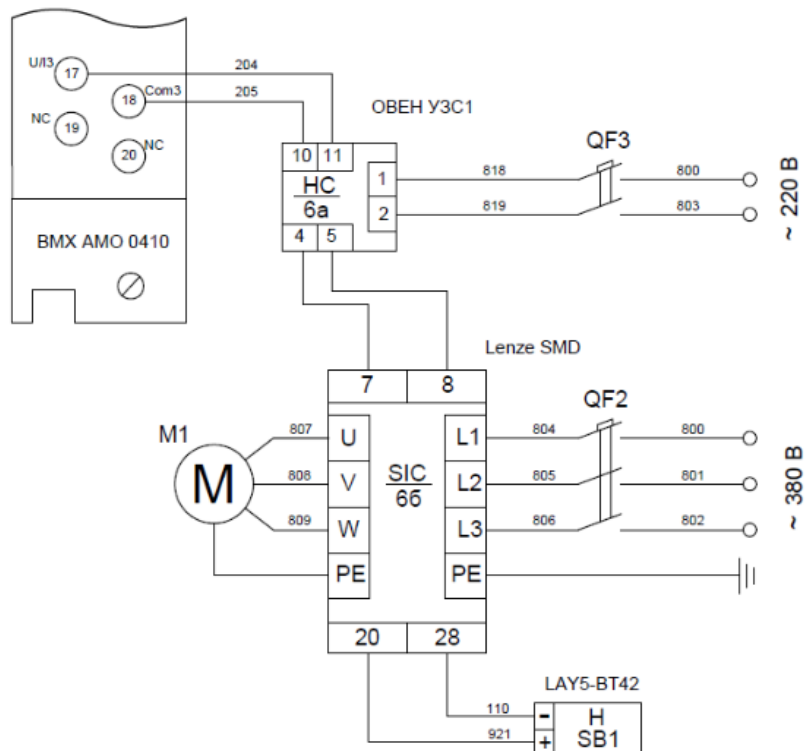 U/I3
17
204
18
Com3
205
NC
19
20
NC
ОВЕН УЗС1
QF3
10
11
HC
6a
1
818
800
2
819
803
4
5
~ 220 В
BMX AMO 0410
Lenze SMD
7
8
QF2
M1
807
U
L1
804
800
M
808
V
SIC
6б
L2
805
801
809
W
L3
806
802
PE
PE
~ 380 В
20
28
LAY5-BT42
110
-
H
921
+
SB1